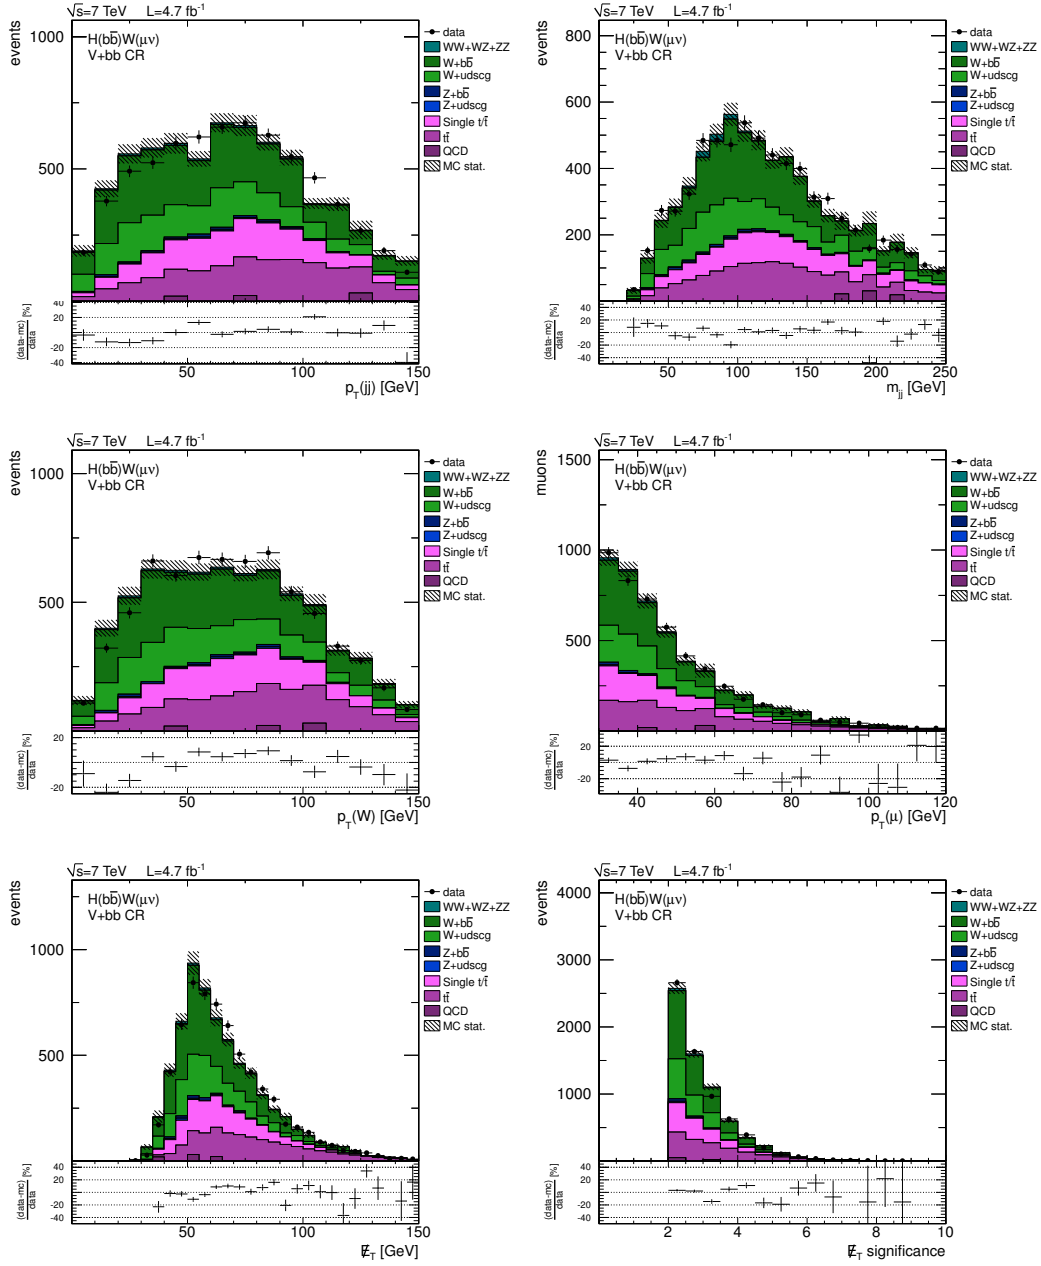 √s=7 TeV L=4.7 fb⁻¹
events
1000
500
H(bb̅)W(μν)
V+bb CR
data
WW+WZ+ZZ
W+bb̅
W+udscg
Z+bb̅
Z+udscg
Single t/t̅
tt̅
QCD
MC stat.
(data-mc)/data [%]
40
20
0
-20
-40
50 100 150
p_T(jj) [GeV]
√s=7 TeV L=4.7 fb⁻¹
events
800
600
400
200
H(bb̅)W(μν)
V+bb CR
data
WW+WZ+ZZ
W+bb̅
W+udscg
Z+bb̅
Z+udscg
Single t/t̅
tt̅
QCD
MC stat.
(data-mc)/data [%]
40
20
0
-20
-40
0 50 100 150 200 250
m_jj [GeV]
√s=7 TeV L=4.7 fb⁻¹
events
1000
500
H(bb̅)W(μν)
V+bb CR
data
WW+WZ+ZZ
W+bb̅
W+udscg
Z+bb̅
Z+udscg
Single t/t̅
tt̅
QCD
MC stat.
(data-mc)/data [%]
20
0
-20
50 100 150
p_T(W) [GeV]
√s=7 TeV L=4.7 fb⁻¹
muons
1500
1000
500
H(bb̅)W(μν)
V+bb CR
data
WW+WZ+ZZ
W+bb̅
W+udscg
Z+bb̅
Z+udscg
Single t/t̅
tt̅
QCD
MC stat.
(data-mc)/data [%]
20
0
-20
40 60 80 100 120
p_T(μ) [GeV]
√s=7 TeV L=4.7 fb⁻¹
events
1000
500
H(bb̅)W(μν)
V+bb CR
data
WW+WZ+ZZ
W+bb̅
W+udscg
Z+bb̅
Z+udscg
Single t/t̅
tt̅
QCD
MC stat.
(data-mc)/data [%]
40
20
0
-20
-40
50 100 150
E̸_T [GeV]
√s=7 TeV L=4.7 fb⁻¹
events
4000
3000
2000
1000
H(bb̅)W(μν)
V+bb CR
data
WW+WZ+ZZ
W+bb̅
W+udscg
Z+bb̅
Z+udscg
Single t/t̅
tt̅
QCD
MC stat.
(data-mc)/data [%]
40
20
0
-20
-40
0 2 4 6 8 10
E̸_T significance